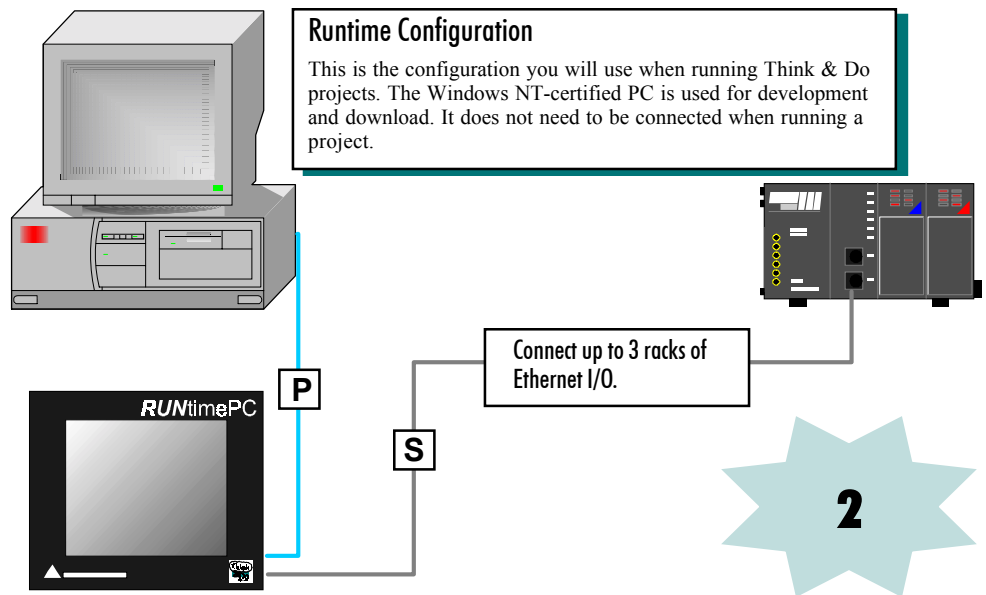 Runtime Configuration
This is the configuration you will use when running Think & Do
projects. The Windows NT-certified PC is used for development
and download. It does not need to be connected when running a
project.
Connect up to 3 racks of
Ethernet I/O.
P
RUNtimePC
S
2